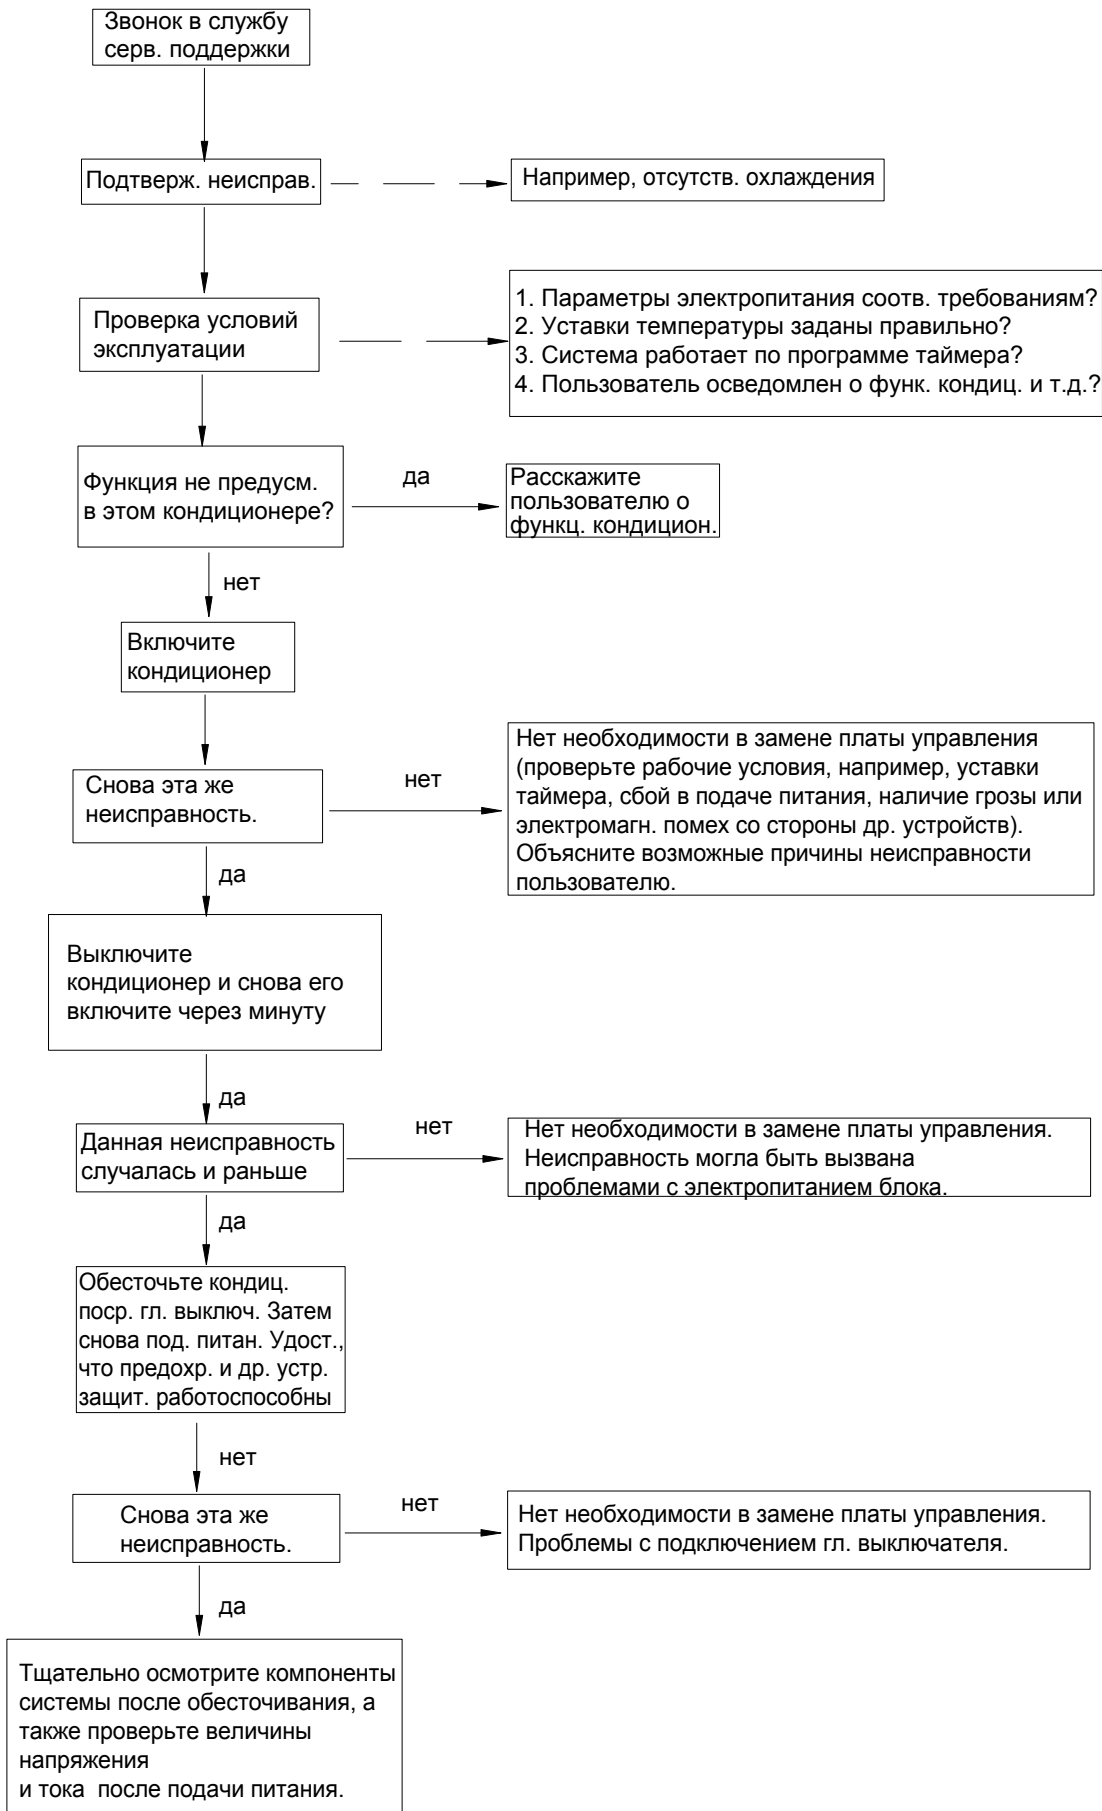 Звонок в службу
серв. поддержки
Подтверж. неисправ.
Например, отсутств. охлаждения
Проверка условий
эксплуатации
1. Параметры электропитания соотв. требованиям?
2. Уставки температуры заданы правильно?
3. Система работает по программе таймера?
4. Пользователь осведомлен о функ. кондиц. и т.д.?
Функция не предусм.
в этом кондиционере?
да
Расскажите
пользователю о
функц. кондицион.
нет
Включите
кондиционер
Снова эта же
неисправность.
нет
Нет необходимости в замене платы управления
(проверьте рабочие условия, например, уставки
таймера, сбой в подаче питания, наличие грозы или
электромагн. помех со стороны др. устройств).
Объясните возможные причины неисправности
пользователю.
да
Выключите
кондиционер и снова его
включите через минуту
да
Данная неисправность
случалась и раньше
нет
Нет необходимости в замене платы управления.
Неисправность могла быть вызвана
проблемами с электропитанием блока.
да
Обесточьте кондиц.
поср. гл. выключ. Затем
снова под. питан. Удост.,
что предохр. и др. устр.
защит. работоспособны
нет
Снова эта же
неисправность.
нет
Нет необходимости в замене платы управления.
Проблемы с подключением гл. выключателя.
да
Тщательно осмотрите компоненты
системы после обесточивания, а
также проверьте величины
напряжения
и тока после подачи питания.